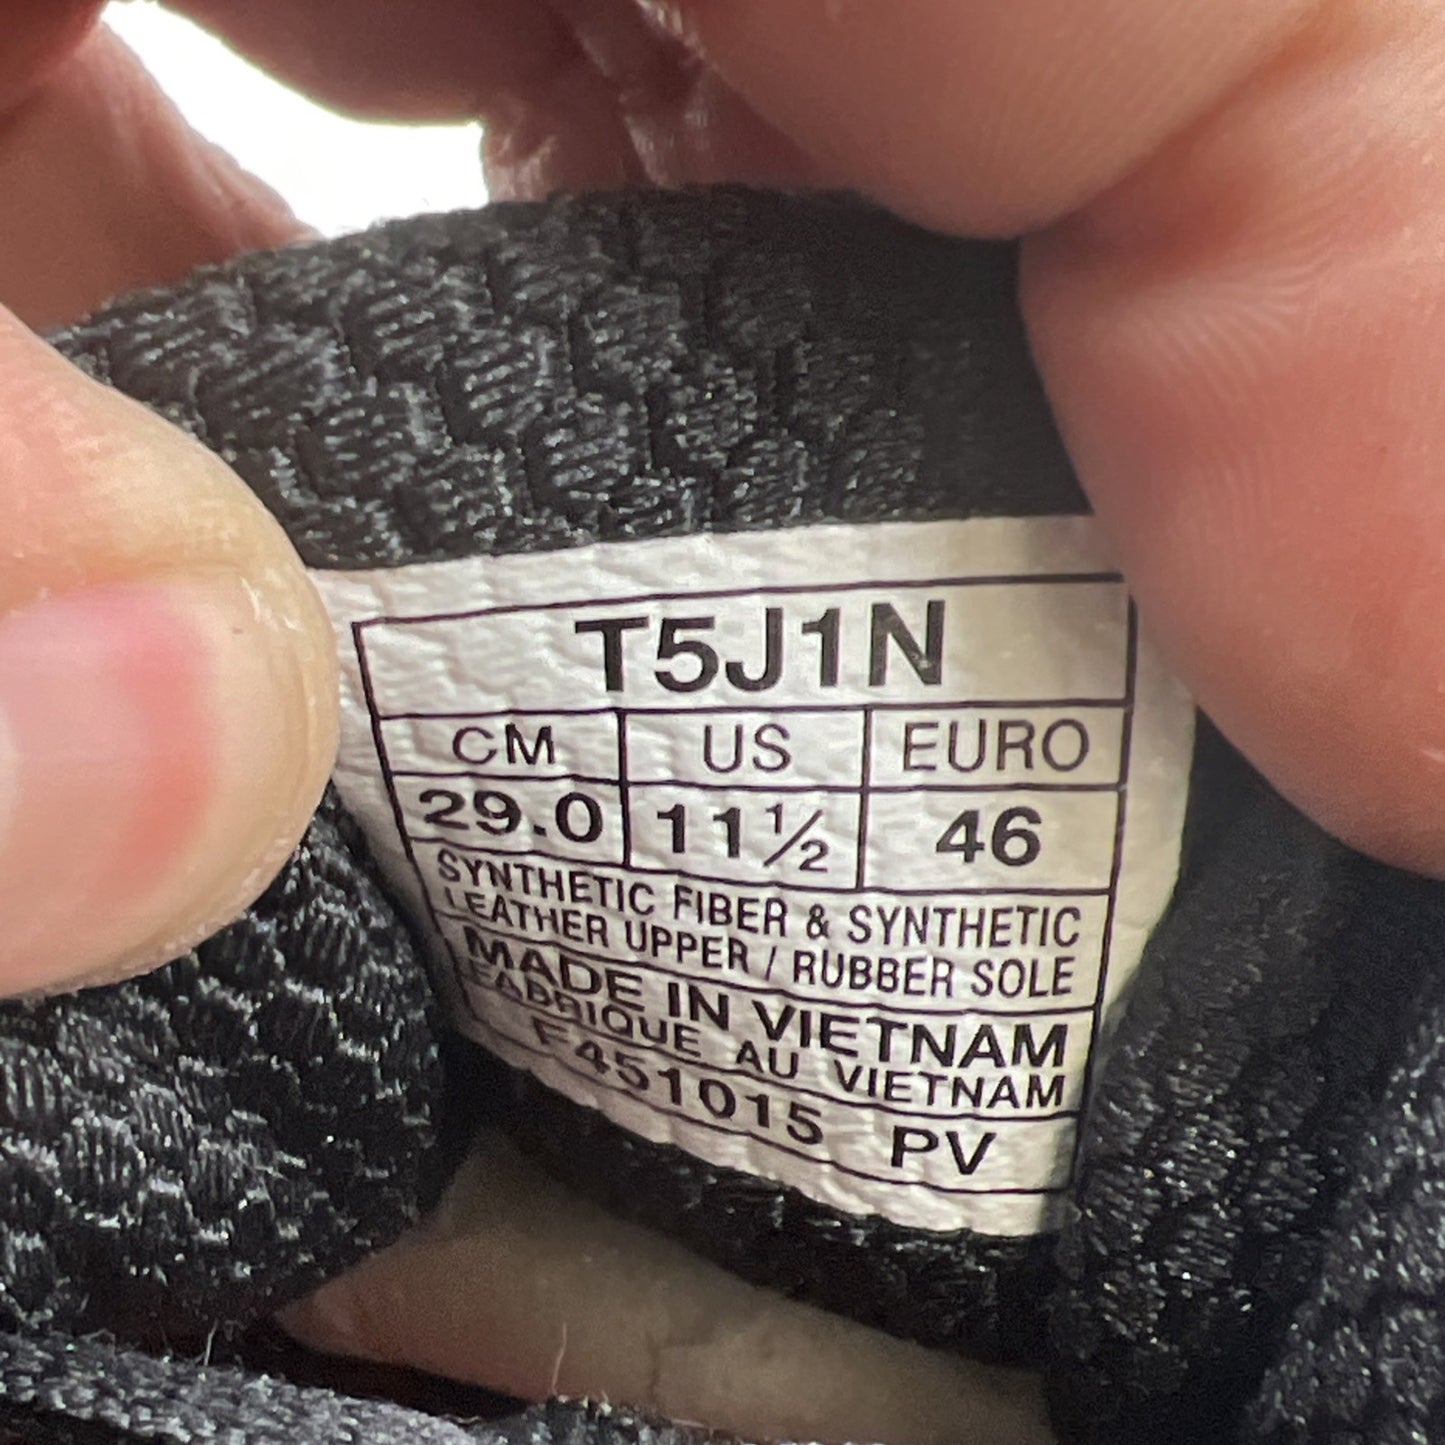 T5J1N
CM US EURO
29.0 11½ 46
SYNTHETIC FIBER & SYNTHETIC
LEATHER UPPER / RUBBER SOLE
MADE IN VIETNAM
FABRIQUE AU VIETNAM
F451015 PV